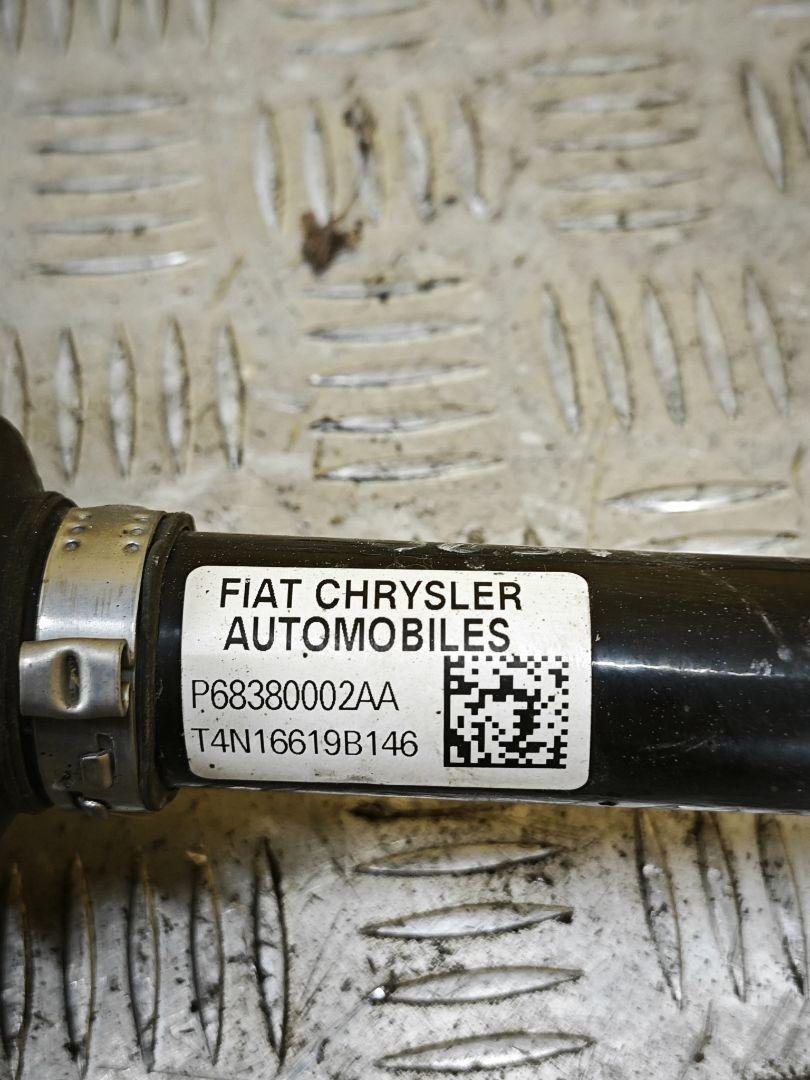 FIAT CHRYSLER
AUTOMOBILES
P68380002AA
T4N16619B146